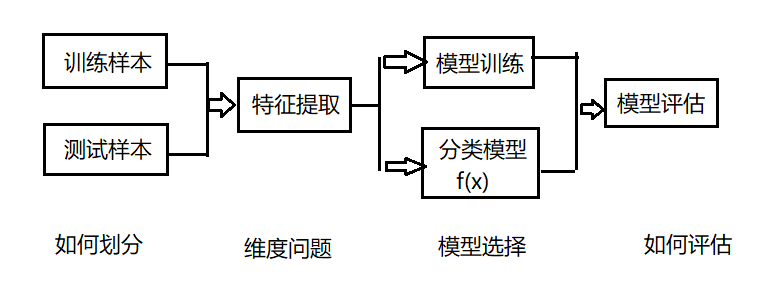 训练样本
测试样本
特征提取
模型训练
分类模型
f(x)
模型评估
如何划分
维度问题
模型选择
如何评估